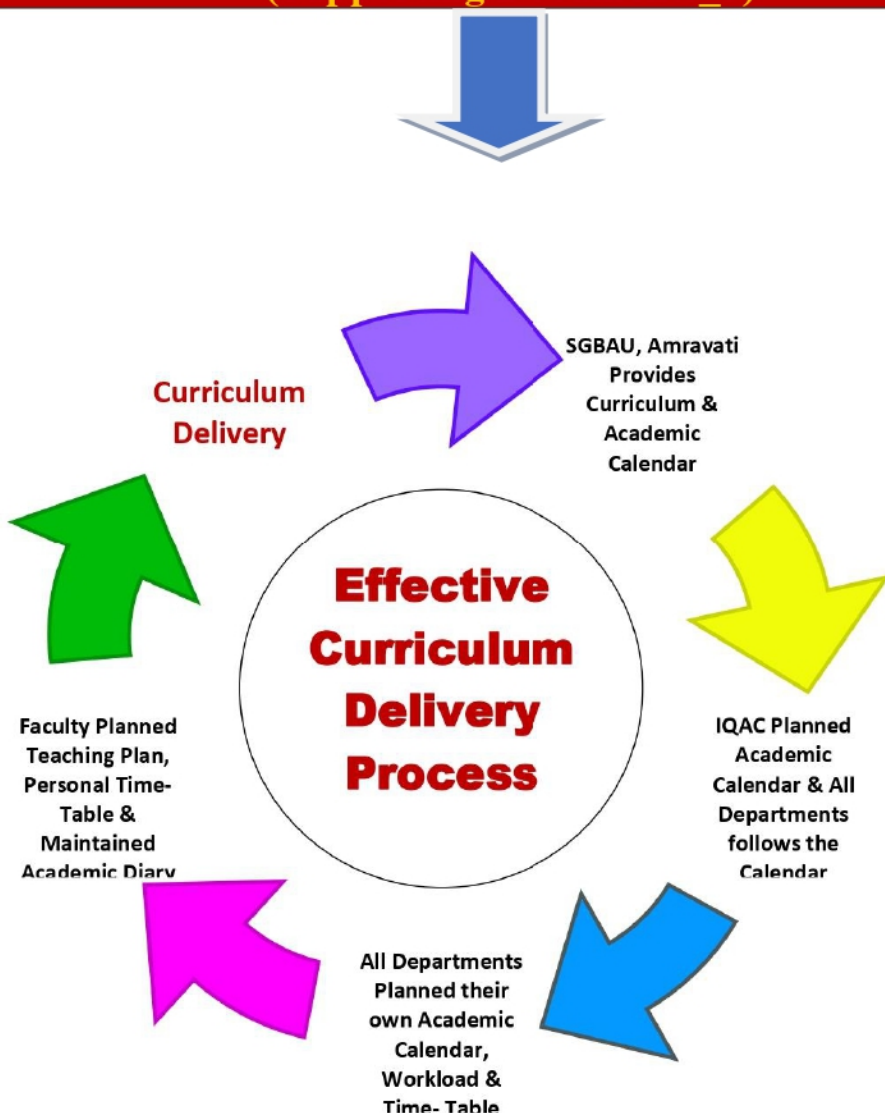 SGBAU, Amravati
Provides
Curriculum &
Academic
Calendar
IQAC Planned
Academic
Calendar & All
Departments
follows the
Calendar
All Departments
Planned their
own Academic
Calendar,
Workload &
Time- Table
Faculty Planned
Teaching Plan,
Personal Time-
Table &
Maintained
Academic Diary
Curriculum
Delivery
Effective
Curriculum
Delivery
Process